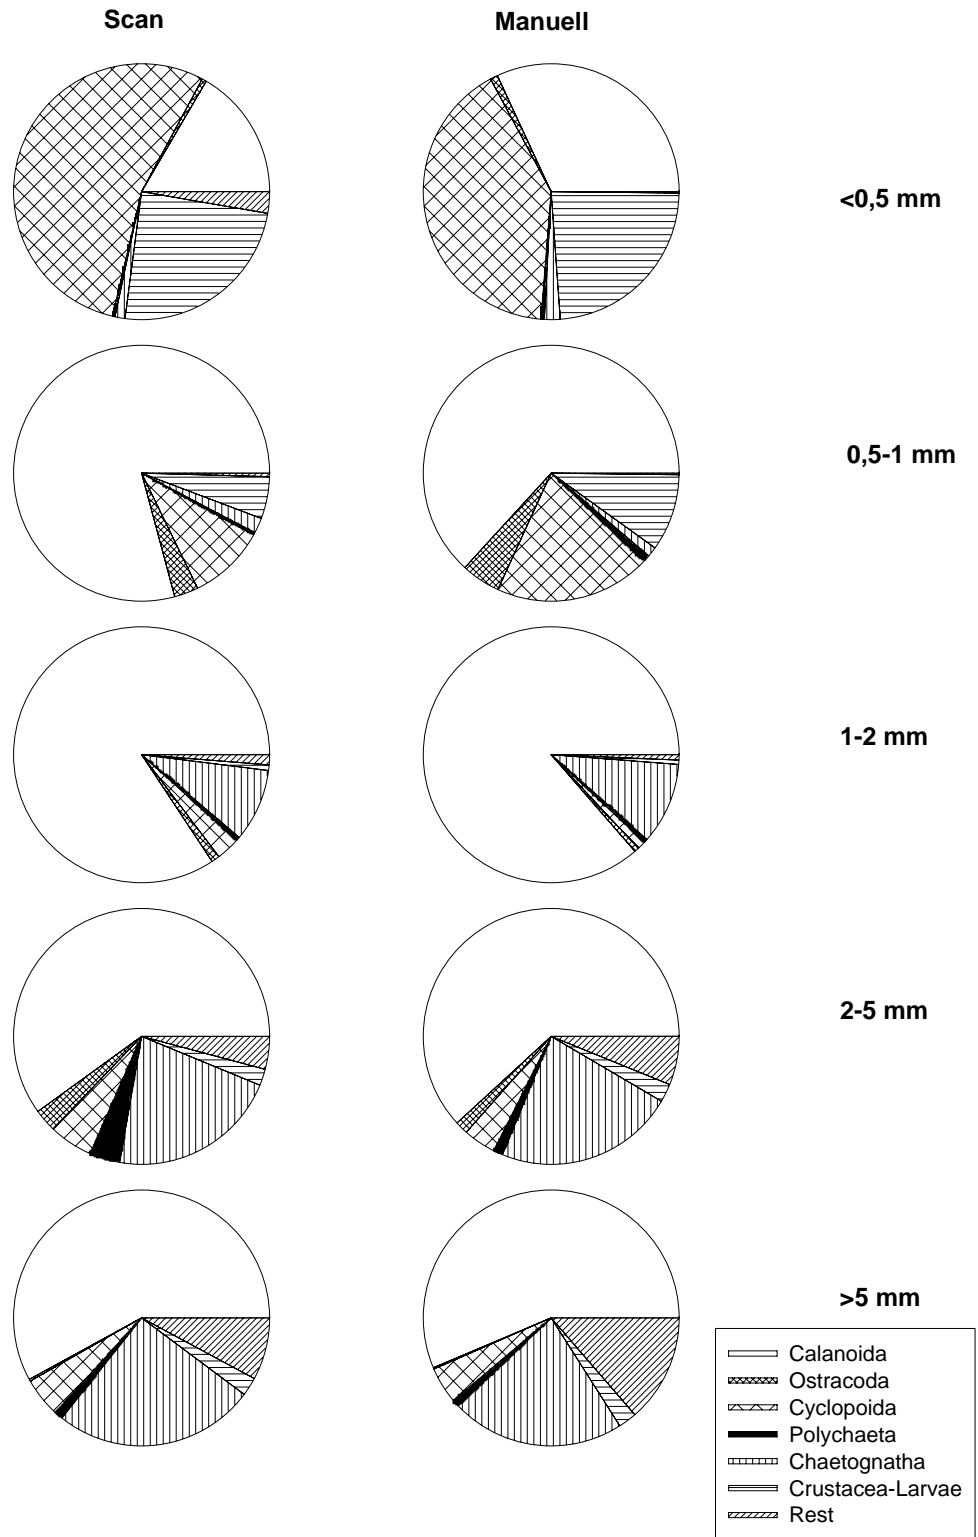 Scan Manuell
<0,5 mm
0,5-1 mm
1-2 mm
2-5 mm
>5 mm
Calanoida
Ostracoda
Cyclopoida
Polychaeta
Chaetognatha
Crustacea-Larvae
Rest